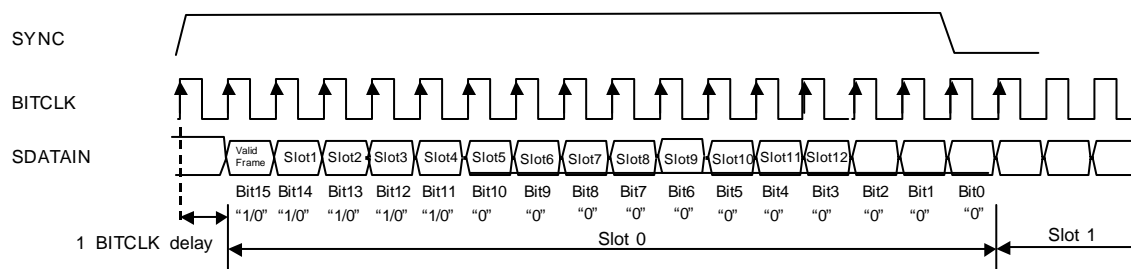 SYNC
BITCLK
SDATAIN
Valid Frame Slot1 Slot2 Slot3 Slot4 Slot5 Slot6 Slot7 Slot8 Slot9 Slot10 Slot11 Slot12
Bit15 Bit14 Bit13 Bit12 Bit11 Bit10 Bit9 Bit8 Bit7 Bit6 Bit5 Bit4 Bit3 Bit2 Bit1 Bit0
“1/0” “1/0” “1/0” “1/0” “1/0” “0” “0” “0” “0” “0” “0” “0” “0” “0” “0” “0”
1 BITCLK delay Slot 0 Slot 1